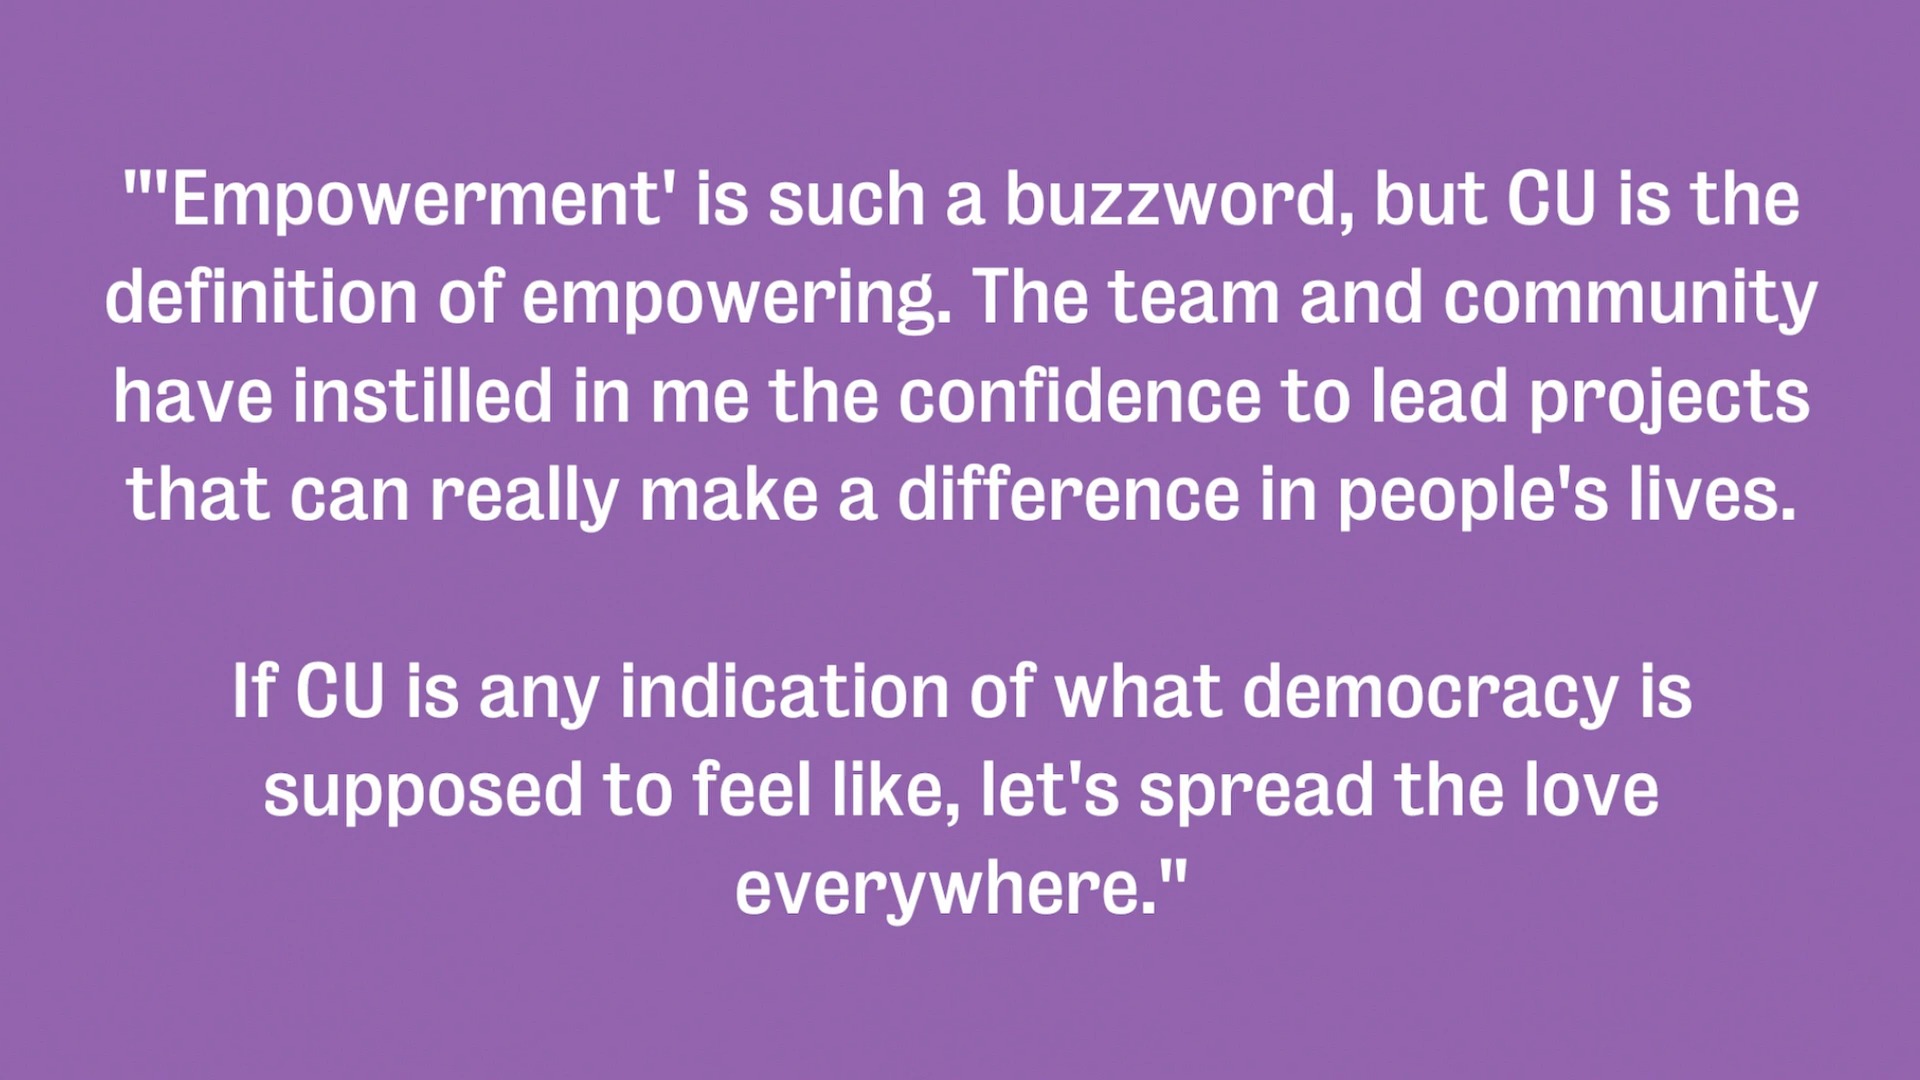 "'Empowerment' is such a buzzword, but CU is the
definition of empowering. The team and community
have instilled in me the confidence to lead projects
that can really make a difference in people's lives.
If CU is any indication of what democracy is
supposed to feel like, let's spread the love
everywhere."